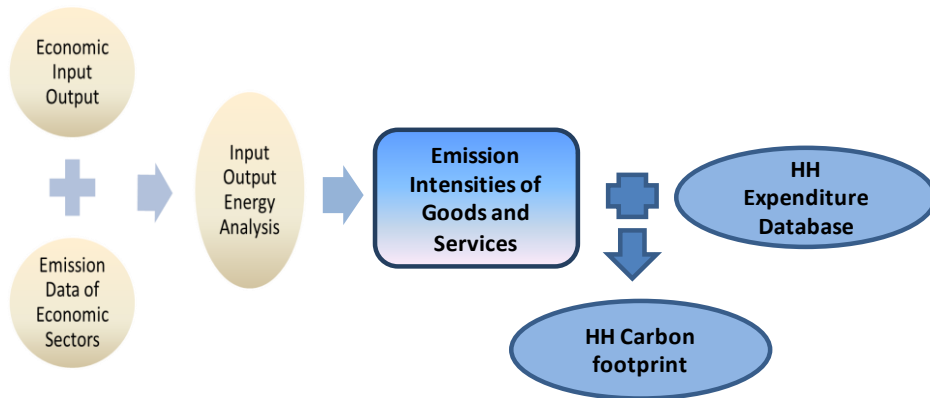 Economic
Input
Output
Emission
Data of
Economic
Sectors
Input
Output
Energy
Analysis
Emission
Intensities of
Goods and
Services
HH
Expenditure
Database
HH Carbon
footprint